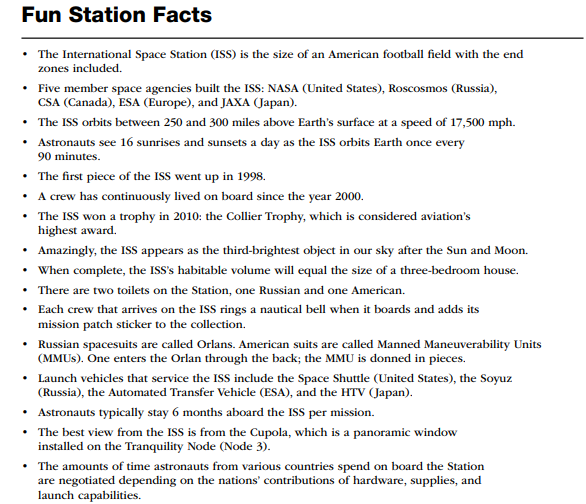 Fun Station Facts
• The International Space Station (ISS) is the size of an American football field with the end
zones included.
• Five member space agencies built the ISS: NASA (United States), Roscosmos (Russia),
CSA (Canada), ESA (Europe), and JAXA (Japan).
• The ISS orbits between 250 and 300 miles above Earth's surface at a speed of 17,500 mph.
• Astronauts see 16 sunrises and sunsets a day as the ISS orbits Earth once every
90 minutes.
• The first piece of the ISS went up in 1998.
• A crew has continuously lived on board since the year 2000.
• The ISS won a trophy in 2010: the Collier Trophy, which is considered aviation's
highest award.
• Amazingly, the ISS appears as the third-brightest object in our sky after the Sun and Moon.
• When complete, the ISS's habitable volume will equal the size of a three-bedroom house.
• There are two toilets on the Station, one Russian and one American.
• Each crew that arrives on the ISS rings a nautical bell when it boards and adds its
mission patch sticker to the collection.
• Russian spacesuits are called Orlans. American suits are called Manned Maneuverability Units
(MMUs). One enters the Orlan through the back; the MMU is donned in pieces.
• Launch vehicles that service the ISS include the Space Shuttle (United States), the Soyuz
(Russia), the Automated Transfer Vehicle (ESA), and the HTV (Japan).
• Astronauts typically stay 6 months aboard the ISS per mission.
• The best view from the ISS is from the Cupola, which is a panoramic window
installed on the Tranquility Node (Node 3).
• The amounts of time astronauts from various countries spend on board the Station
are negotiated depending on the nations' contributions of hardware, supplies, and
launch capabilities.